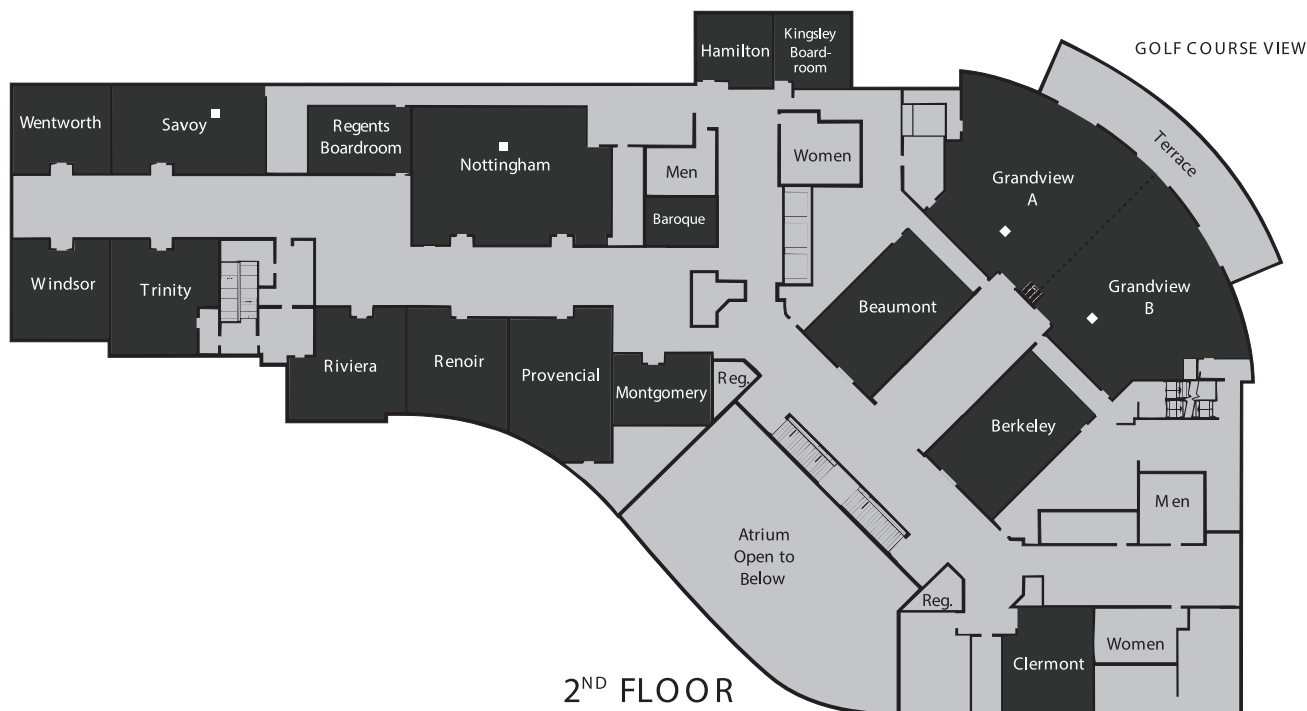 Hamilton
Kingsley
Board-
room
GOLF COURSE VIEW
Wentworth
Savoy
Regents
Boardroom
Nottingham
Men
Women
Terrace
Grandview
A
Baroque
Windsor
Trinity
Beaumont
Grandview
B
Riviera
Renoir
Provencial
Montgomery
Reg.
Berkeley
Men
Atrium
Open to
Below
Reg.
Clermont
Women
2ND FLOOR